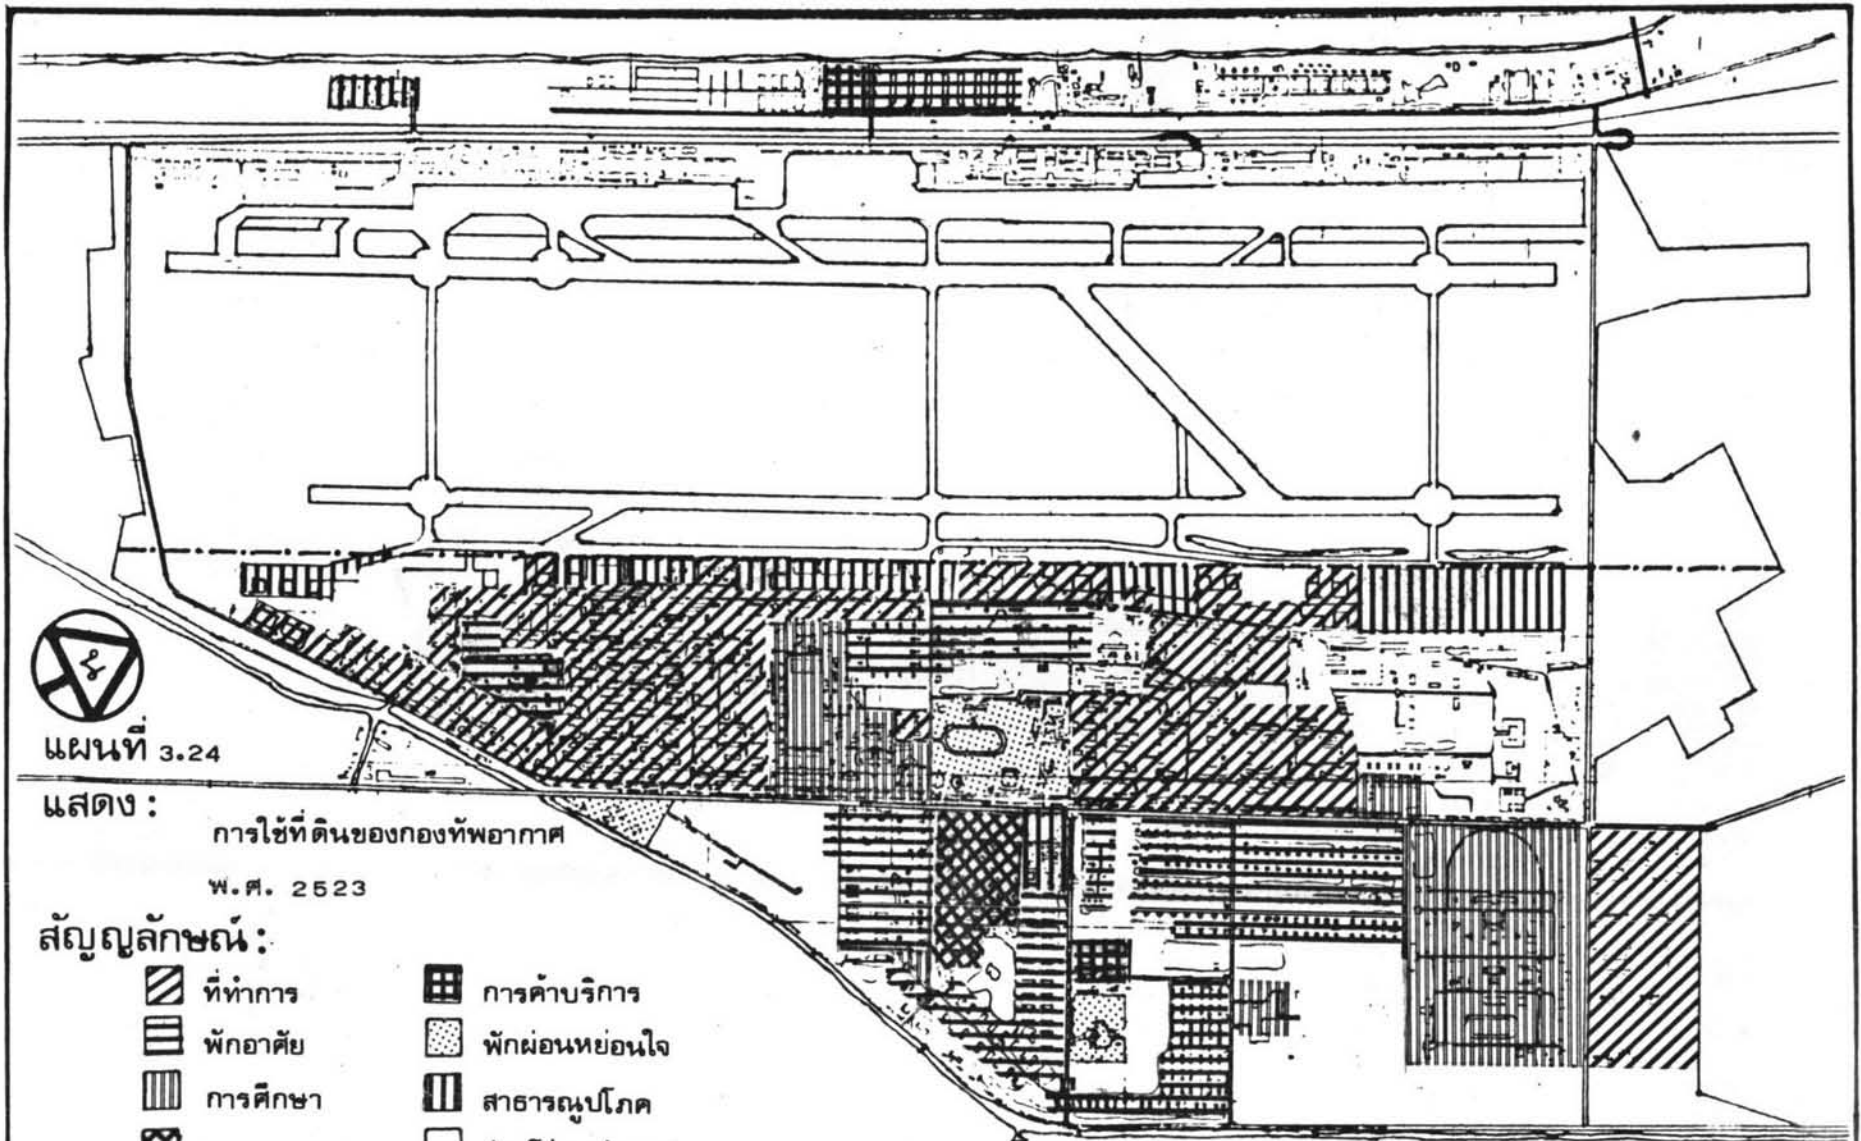 แผนที่ 3.24
แสดง :
การใช้ที่ดินของกองทัพอากาศ
พ.ศ. 2523
สัญญลักษณ์ :
ที่ทำการ
พักอาศัย
การศึกษา
การค้าบริการ
พักผ่อนหย่อนใจ
สาธารณูปโภค